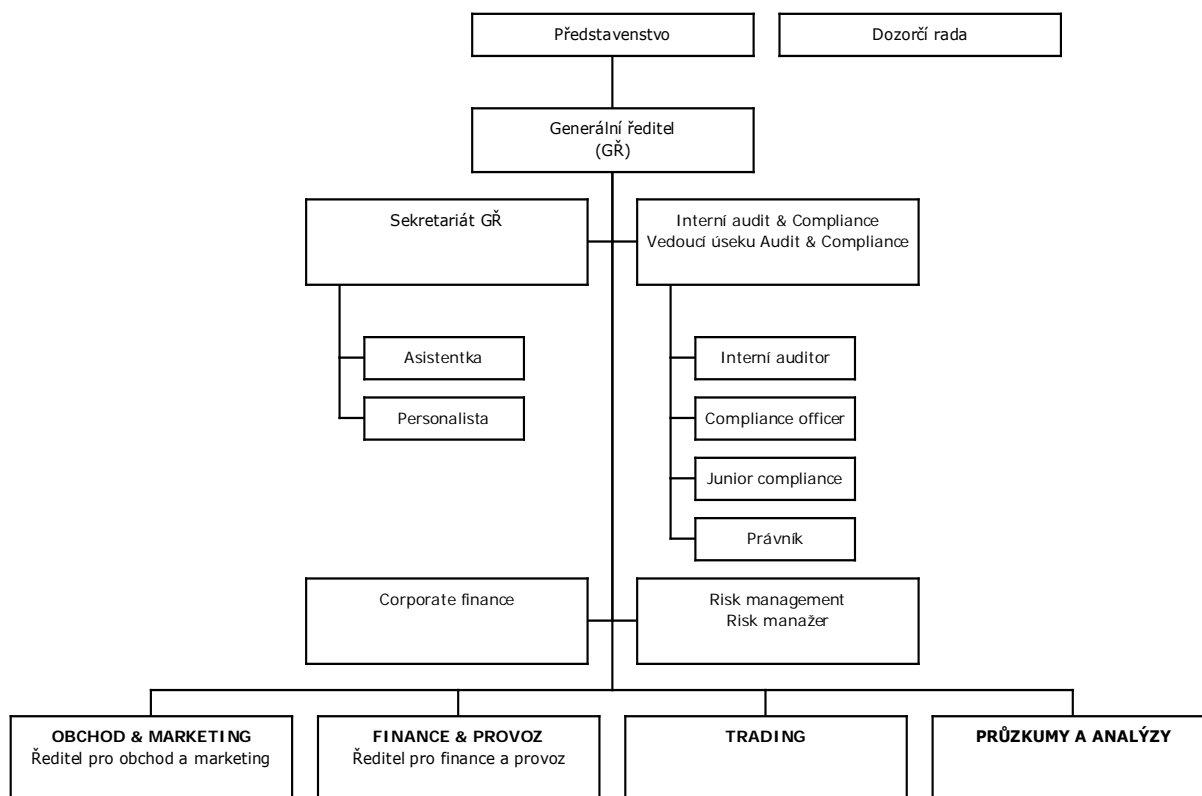 Představenstvo
Dozorčí rada
Generální ředitel
(GŘ)
Sekretariát GŘ
Interní audit & Compliance
Vedoucí úseku Audit & Compliance
Asistentka
Personalista
Interní auditor
Compliance officer
Junior compliance
Právník
Corporate finance
Risk management
Risk manažer
OBCHOD & MARKETING
Ředitel pro obchod a marketing
FINANCE & PROVOZ
Ředitel pro finance a provoz
TRADING
PRŮZKUMY A ANALÝZY